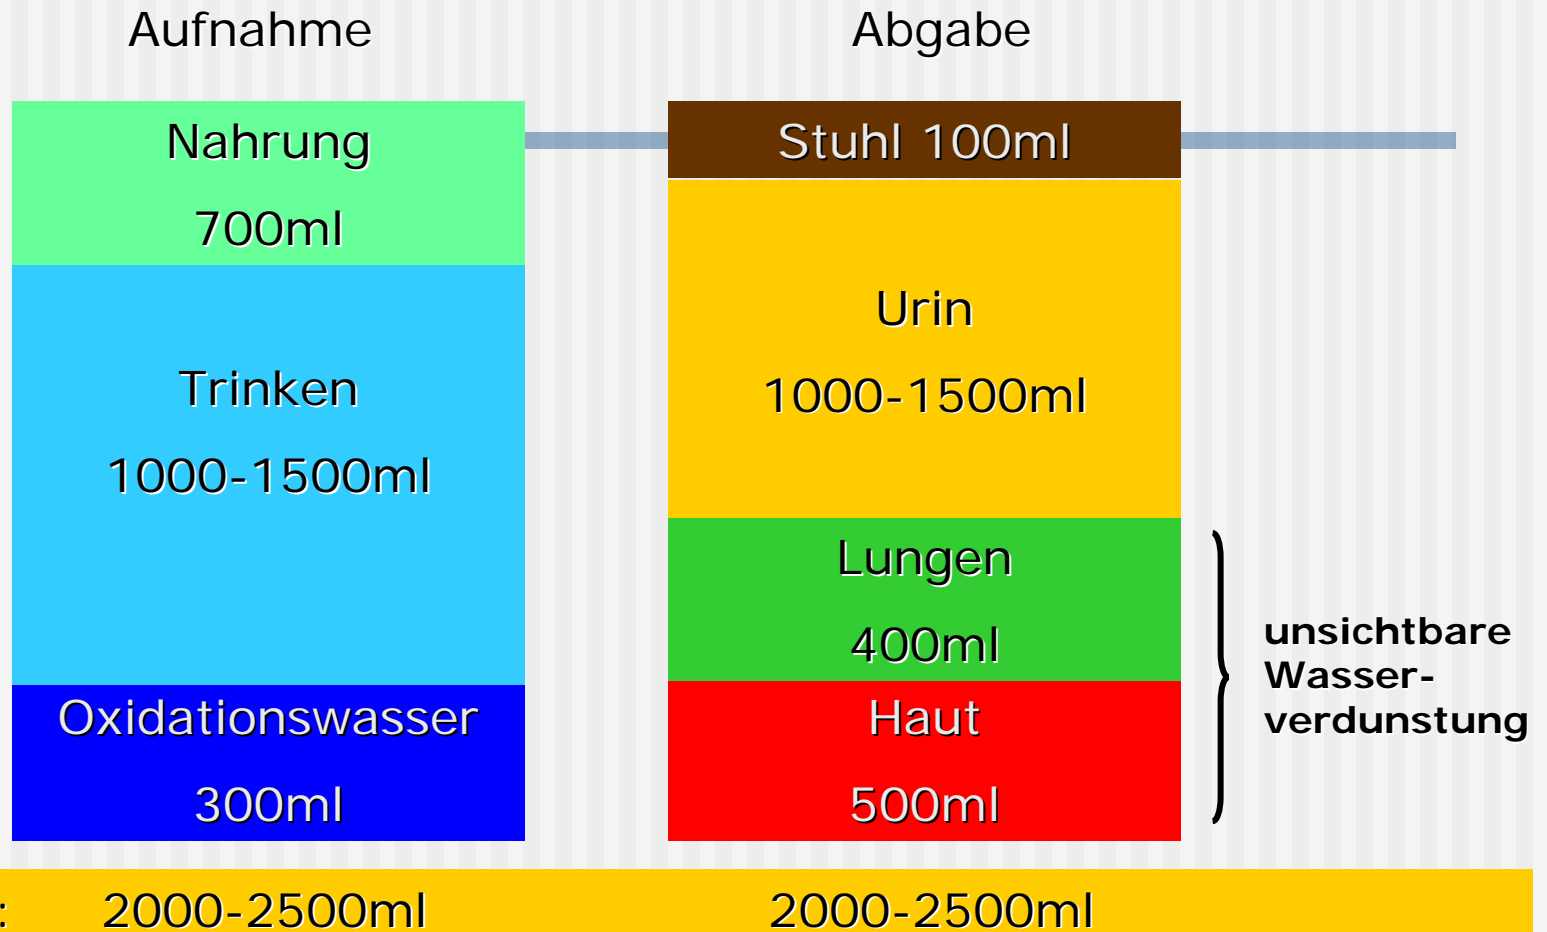 Aufnahme
Abgabe
Nahrung
700ml
Trinken
1000-1500ml
Oxidationswasser
300ml
Stuhl 100ml
Urin
1000-1500ml
Lungen
400ml
Haut
500ml
unsichtbare
Wasser-
verdunstung
: 2000-2500ml 2000-2500ml